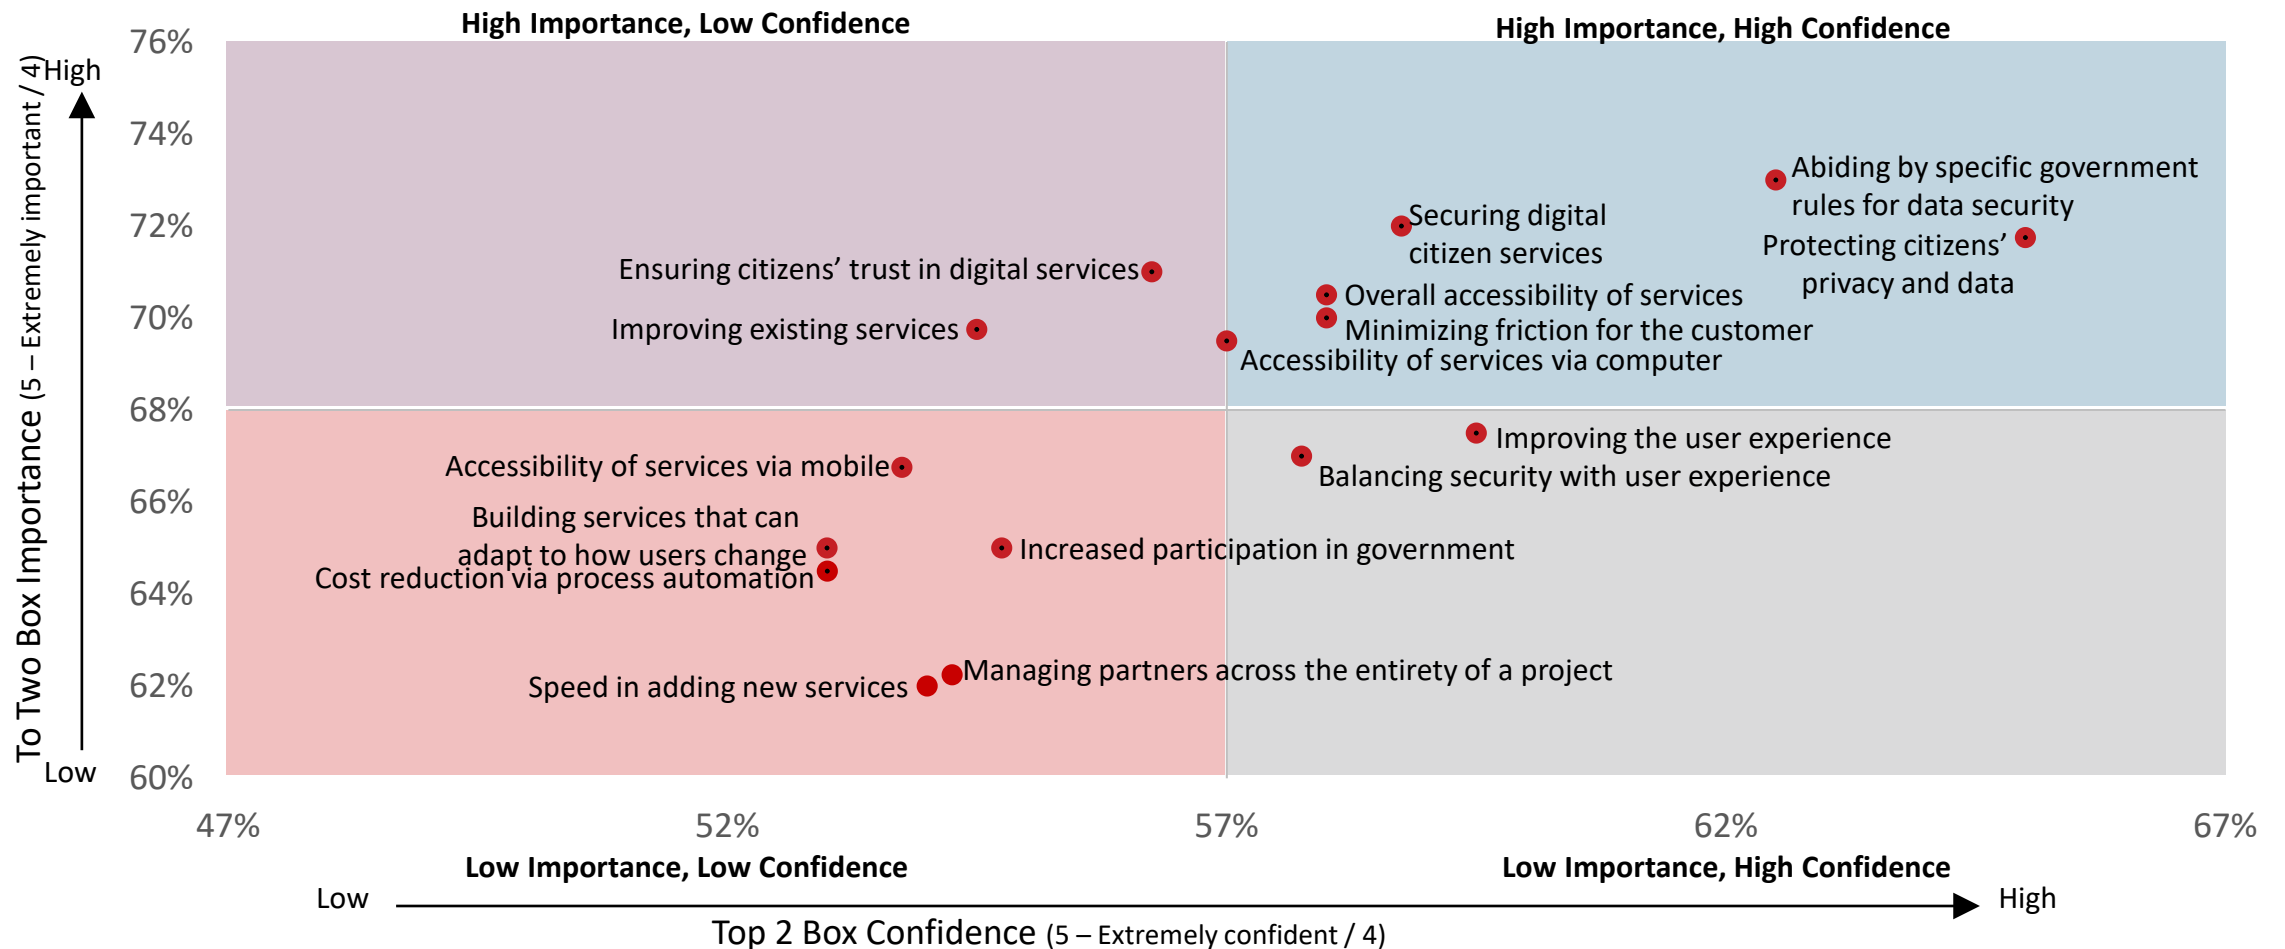 High Importance, Low Confidence
High Importance, High Confidence
76%
High
74%
72%
70%
68%
66%
64%
62%
60%
Low
To Two Box Importance (5 – Extremely important / 4)
Abiding by specific government
rules for data security
Securing digital
citizen services
Protecting citizens’
privacy and data
Ensuring citizens’ trust in digital services
Overall accessibility of services
Improving existing services
Minimizing friction for the customer
Accessibility of services via computer
Improving the user experience
Accessibility of services via mobile
Balancing security with user experience
Building services that can
adapt to how users change
Increased participation in government
Cost reduction via process automation
Managing partners across the entirety of a project
Speed in adding new services
47%
52%
57%
62%
67%
Low Importance, Low Confidence
Low Importance, High Confidence
Low
High
Top 2 Box Confidence (5 – Extremely confident / 4)